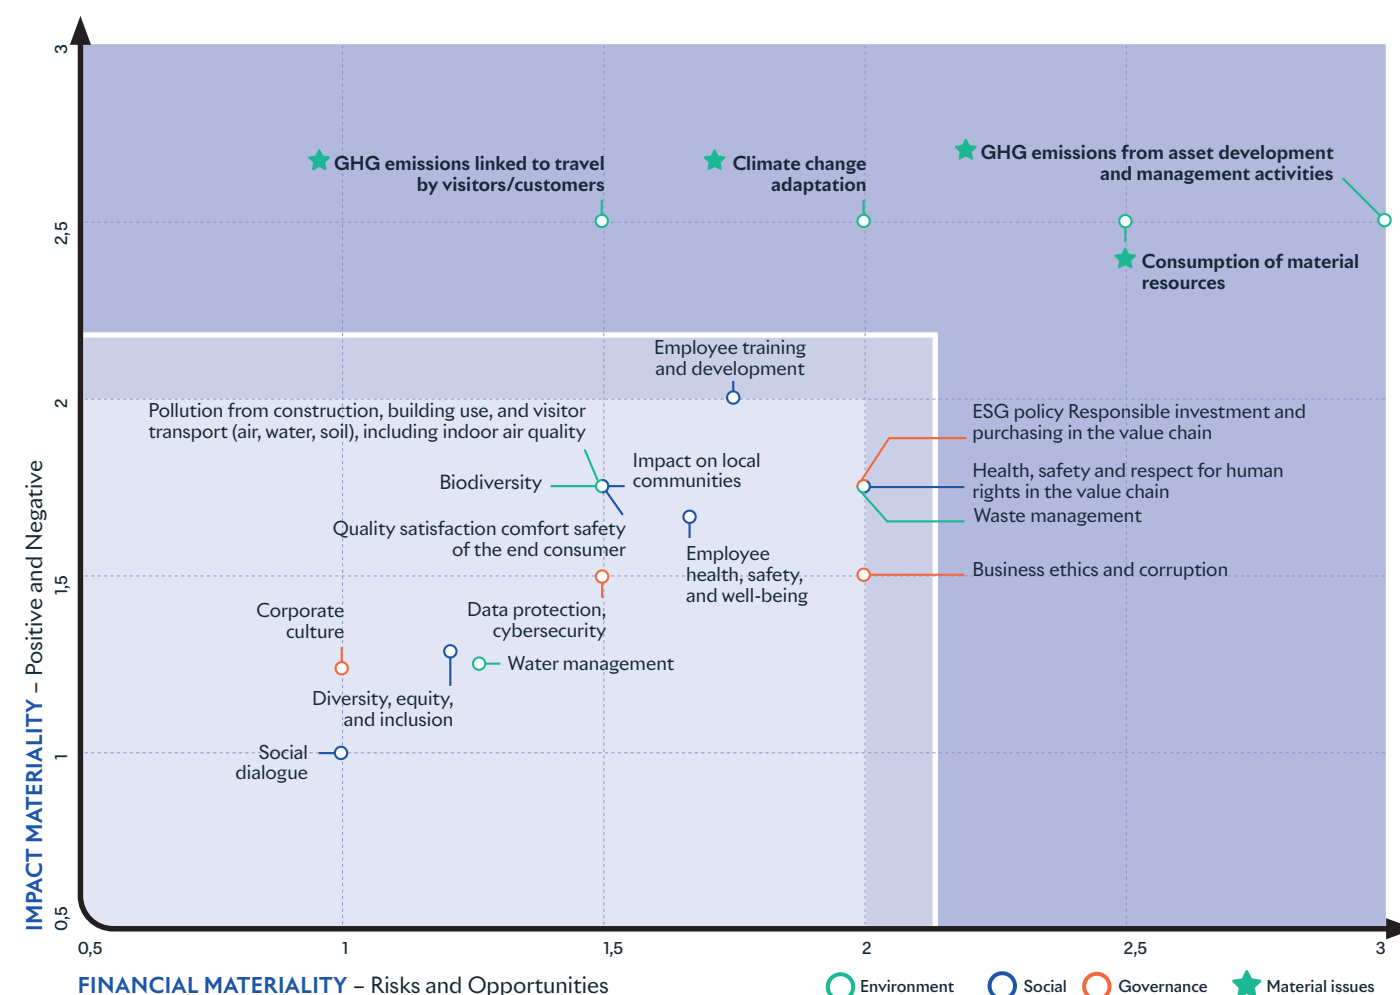 3
2,5
2
1,5
1
0,5
IMPACT MATERIALITY – Positive and Negative
GHG emissions linked to travel
by visitors/customers
Climate change
adaptation
GHG emissions from asset development
and management activities
Consumption of material
resources
Employee training
and development
Pollution from construction, building use, and visitor
transport (air, water, soil), including indoor air quality
ESG policy Responsible investment and
purchasing in the value chain
Biodiversity
Impact on local
communities
Health, safety and respect for human
rights in the value chain
Waste management
Quality satisfaction comfort safety
of the end consumer
Employee
health, safety,
and well-being
Business ethics and corruption
Corporate
culture
Data protection,
cybersecurity
Water management
Diversity, equity,
and inclusion
Social
dialogue
0,5
1
1,5
2
2,5
3
FINANCIAL MATERIALITY – Risks and Opportunities
Environment
Social
Governance
Material issues